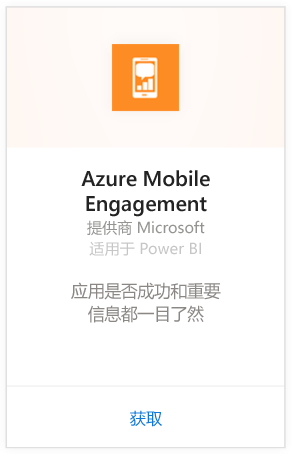 Azure Mobile
Engagement
提供商 Microsoft
适用于 Power BI
应用是否成功和重要
信息都一目了然
获取